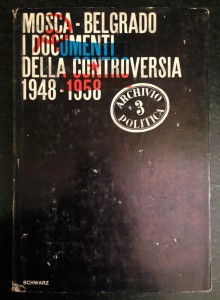 MOSCA - BELGRADO
I DOCUMENTI
DELLA CONTROVERSIA
1948 - 1958
ARCHIVIO
3
POLITICA
SCHWARZ